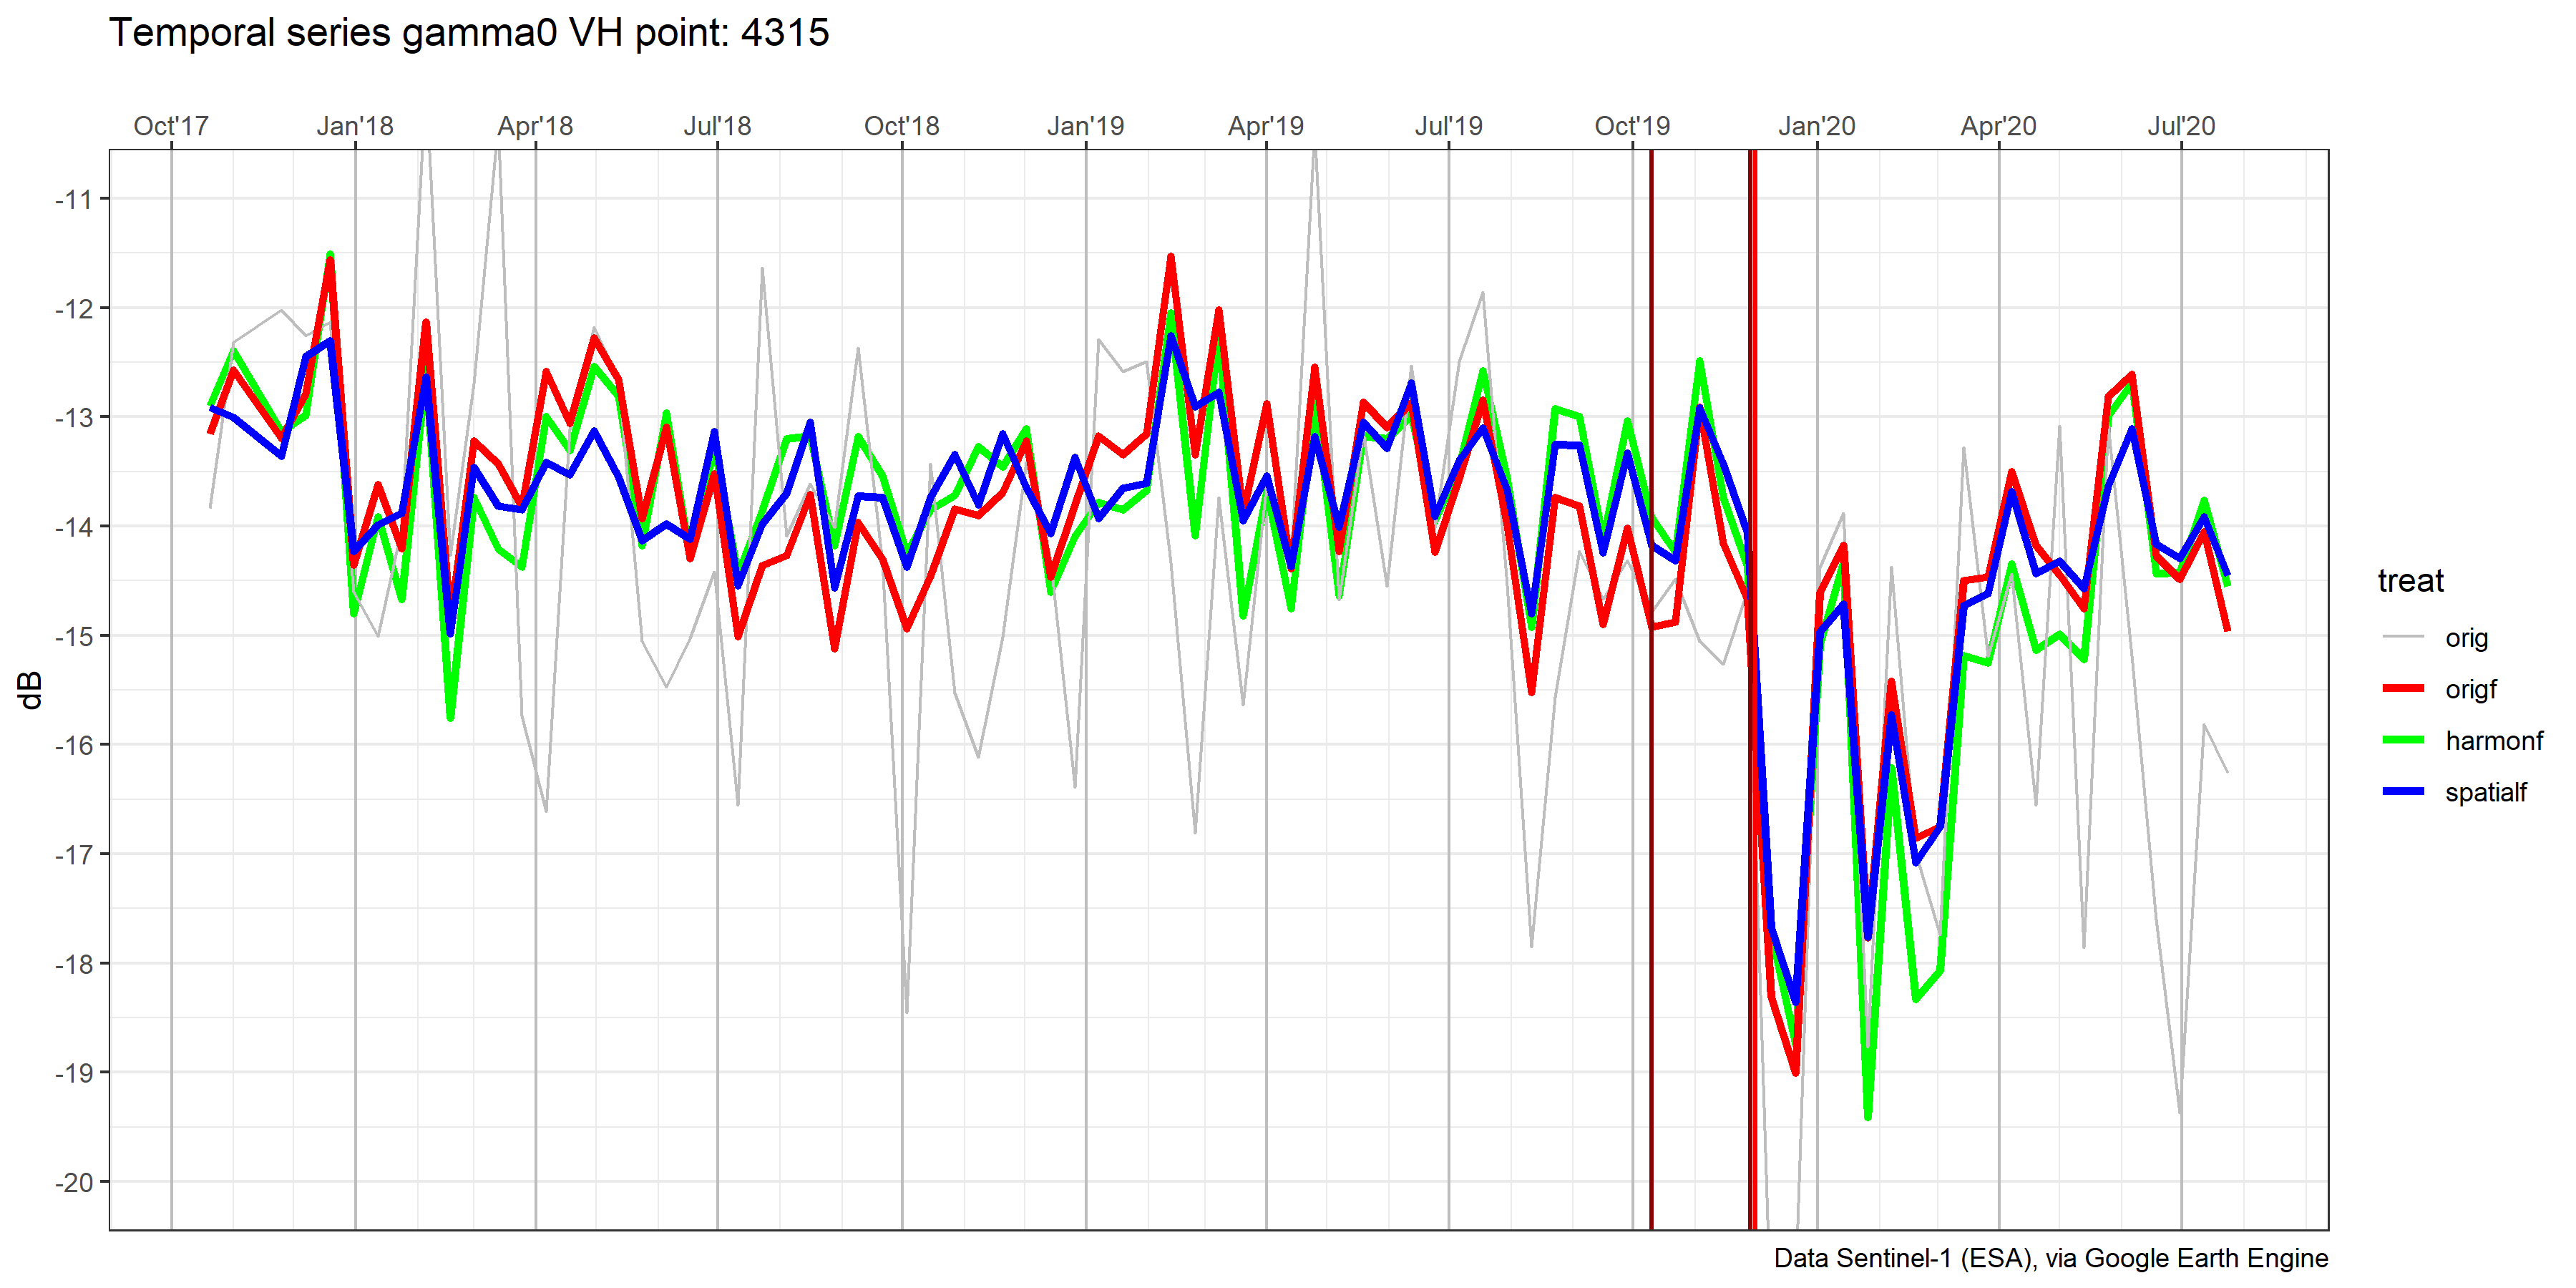 Temporal series gamma0 VH point: 4315
Oct'17 Jan'18 Apr'18 Jul'18 Oct'18 Jan'19 Apr'19 Jul'19 Oct'19 Jan'20 Apr'20 Jul'20
-11
-12
-13
-14
-15
-16
-17
-18
-19
-20
dB
treat
orig
origf
harmonf
spatialf
Data Sentinel-1 (ESA), via Google Earth Engine